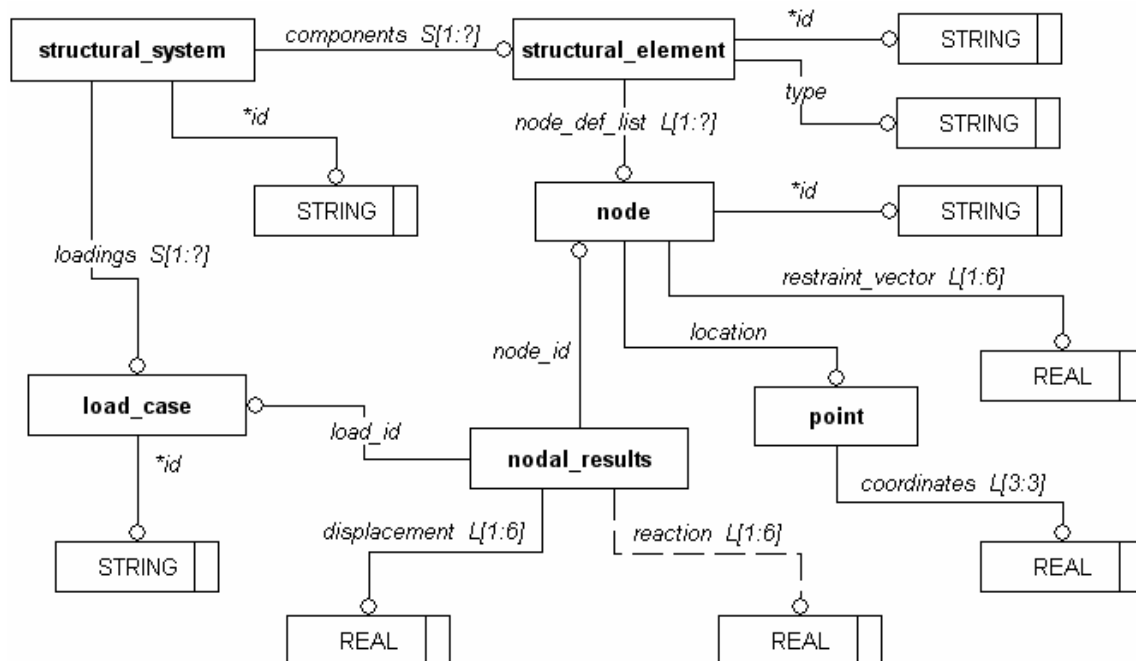 components S[1:?]
*id
structural_system
structural_element
STRING
type
*id
node_def_list L[1:?]
STRING
*id
STRING
node
STRING
loadings S[1:?]
restraint_vector L[1:6]
location
node_id
REAL
load_case
point
load_id
*id
nodal_results
coordinates L[3:3]
displacement L[1:6]
reaction L[1:6]
STRING
REAL
REAL
REAL